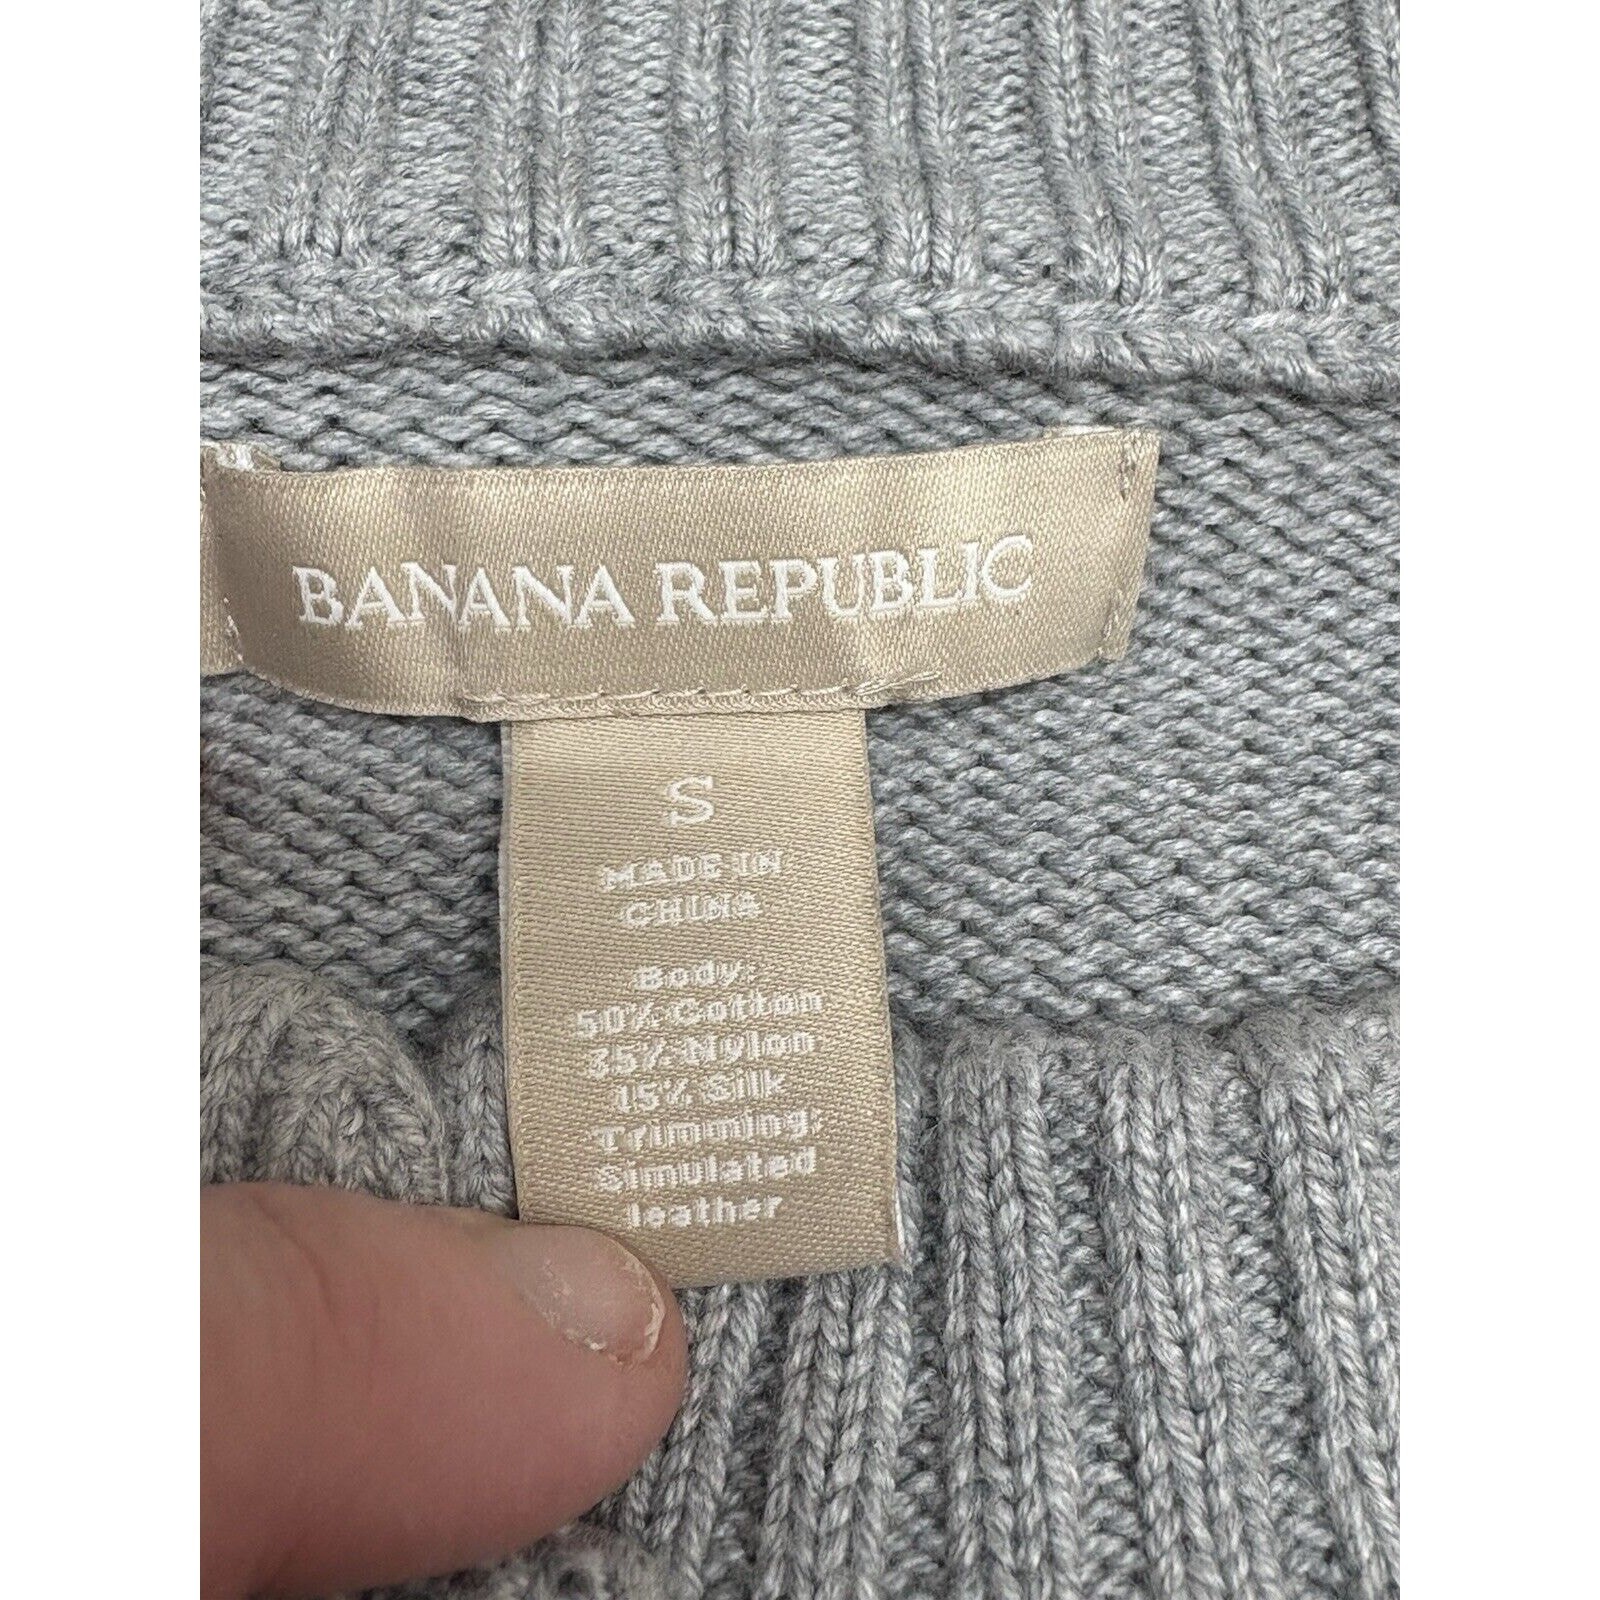 BANANA REPUBLIC
S
MADE IN
CHINA
Body:
50% Cotton
35% Nylon
15% Silk
Trimming:
Simulated
leather